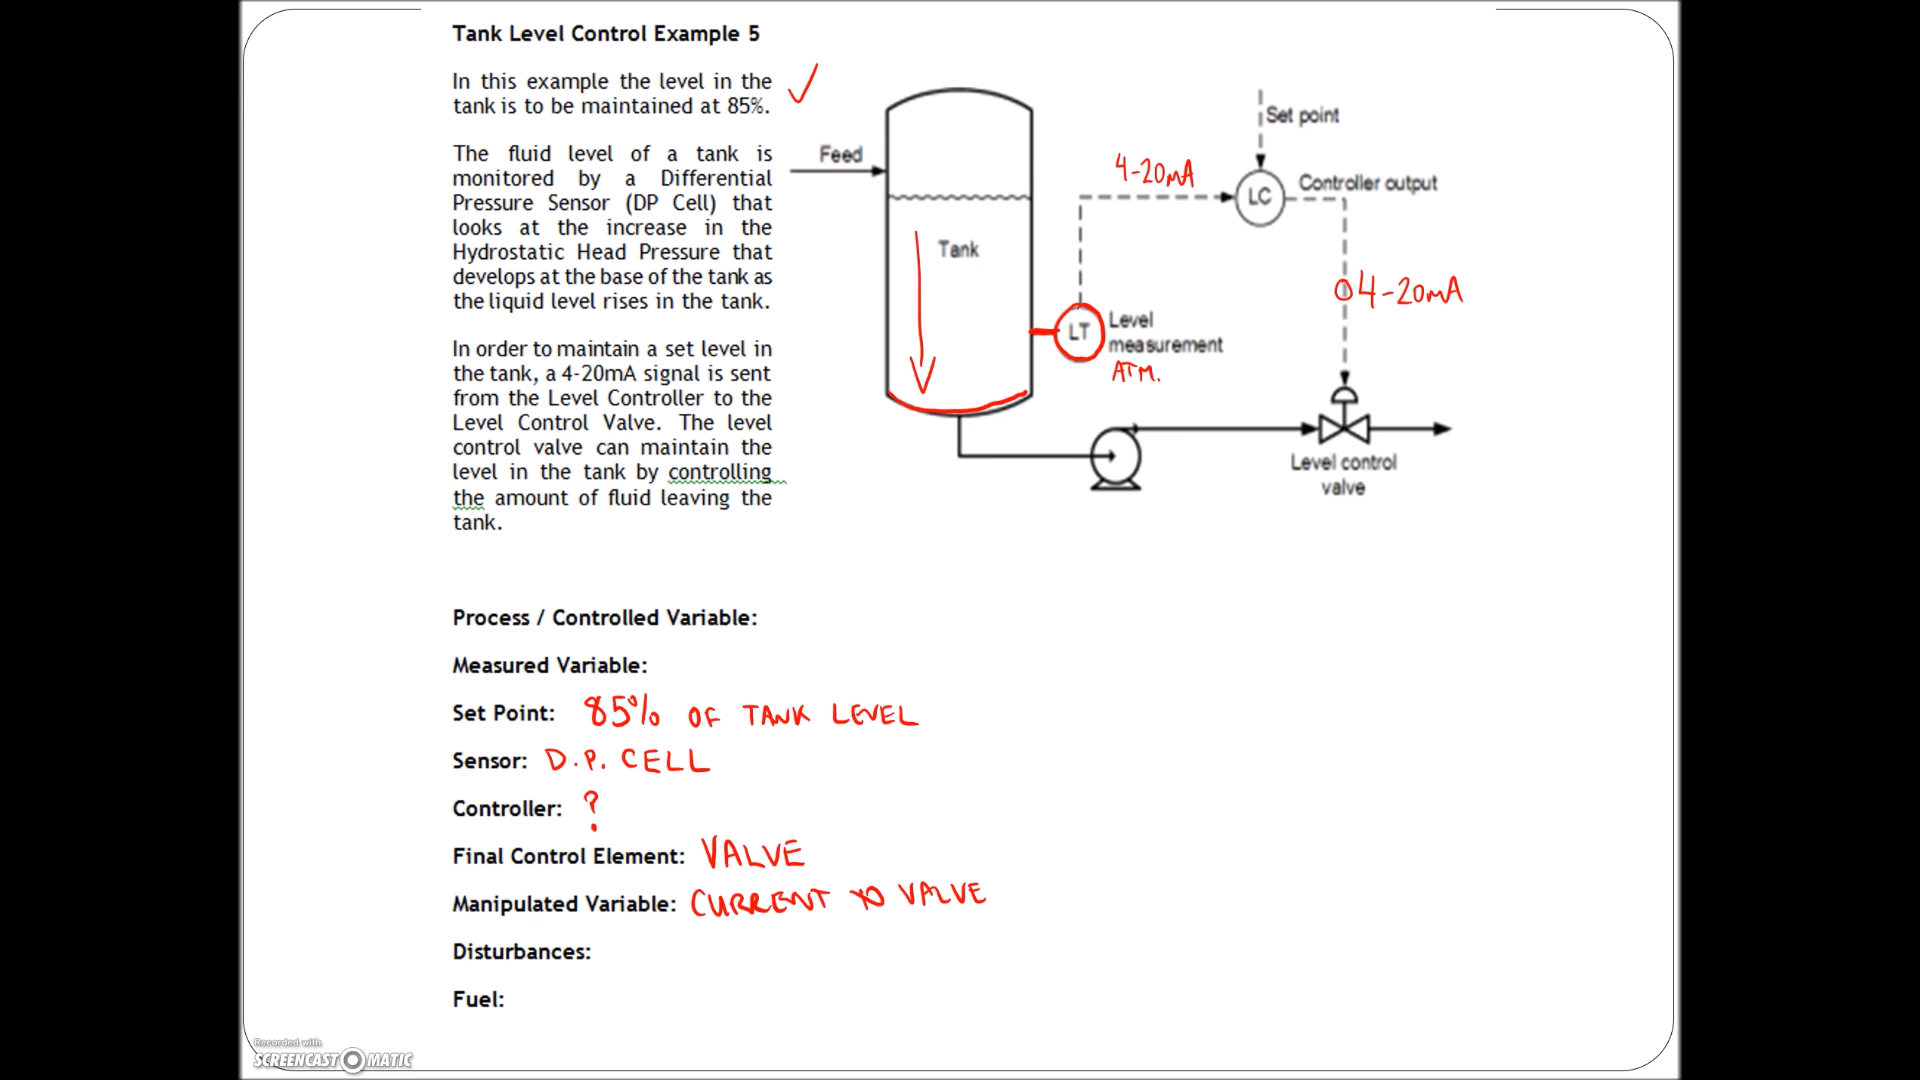 Tank Level Control Example 5
In this example the level in the
tank is to be maintained at 85%.
The fluid level of a tank is
monitored by a Differential
Pressure Sensor (DP Cell) that
looks at the increase in the
Hydrostatic Head Pressure that
develops at the base of the tank as
the liquid level rises in the tank.
In order to maintain a set level in
the tank, a 4-20mA signal is sent
from the Level Controller to the
Level Control Valve. The level
control valve can maintain the
level in the tank by controlling
the amount of fluid leaving the
tank.
Feed
Tank
4-20mA
Set point
LC
Controller output
LT
Level
measurement
ATM.
4-20mA
Level control
valve
Process / Controlled Variable:
Measured Variable:
Set Point: 85% OF TANK LEVEL
Sensor: D.P. CELL
Controller: ?
Final Control Element: VALVE
Manipulated Variable: CURRENT TO VALVE
Disturbances:
Fuel:
Recorded with
SCREENCAST O MATIC